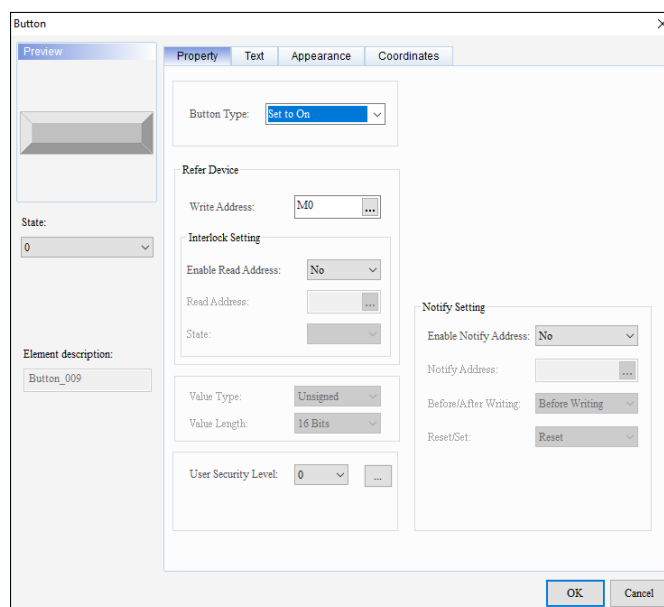 Button
Preview
State:
0
Element description:
Button_009
Property Text Appearance Coordinates
Button Type: Set to On
Refer Device
Write Address: M0 ...
Interlock Setting
Enable Read Address: No
Read Address: ...
State:
Value Type: Unsigned
Value Length: 16 Bits
User Security Level: 0 ...
Notify Setting
Enable Notify Address: No
Notify Address: ...
Before/After Writing: Before Writing
Reset/Set: Reset
OK Cancel